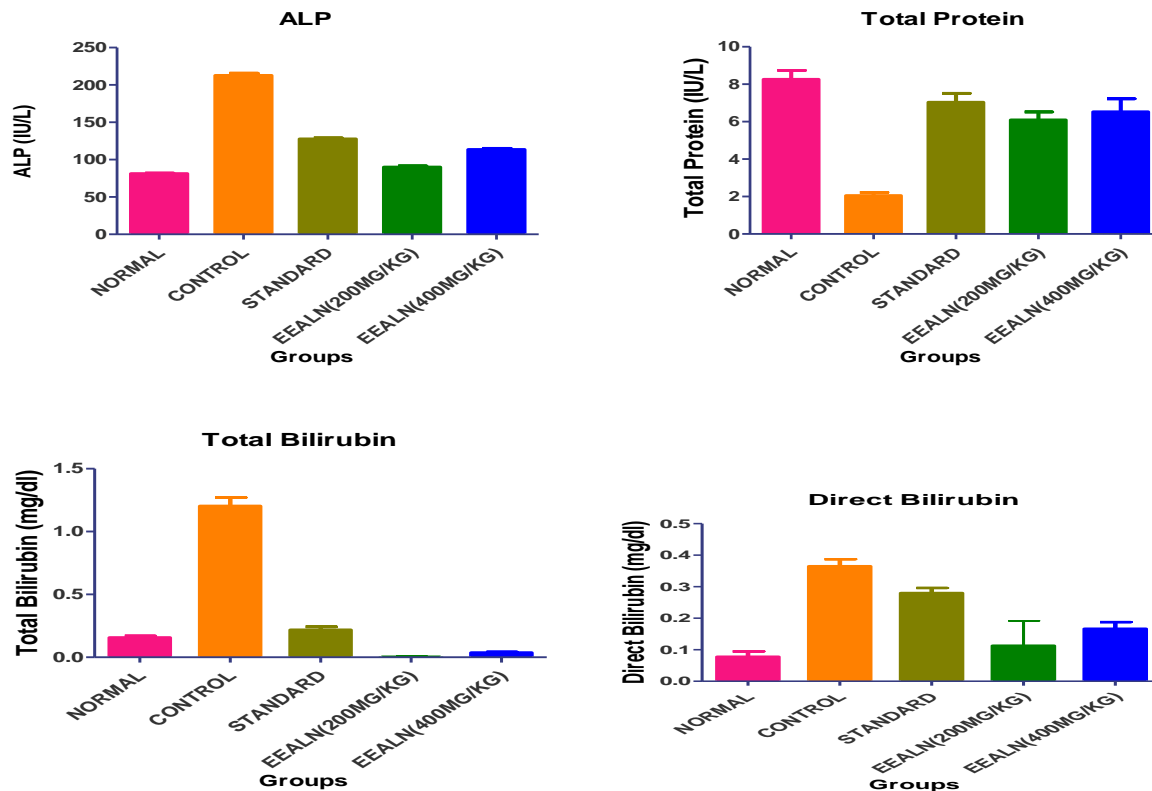 ALP
ALP (IU/L)
250
200
150
100
50
0
NORMAL
CONTROL
STANDARD
EEALN(200MG/KG)
EEALN(400MG/KG)
Groups
Total Protein
Total Protein (IU/L)
10
8
6
4
2
0
NORMAL
CONTROL
STANDARD
EEALN(200MG/KG)
EEALN(400MG/KG)
Groups
Total Bilirubin
Total Bilirubin (mg/dl)
1.5
1.0
0.5
0.0
NORMAL
CONTROL
STANDARD
EEALN(200MG/KG)
EEALN(400MG/KG)
Groups
Direct Bilirubin
Direct Bilirubin (mg/dl)
0.5
0.4
0.3
0.2
0.1
0.0
NORMAL
CONTROL
STANDARD
EEALN(200MG/KG)
EEALN(400MG/KG)
Groups